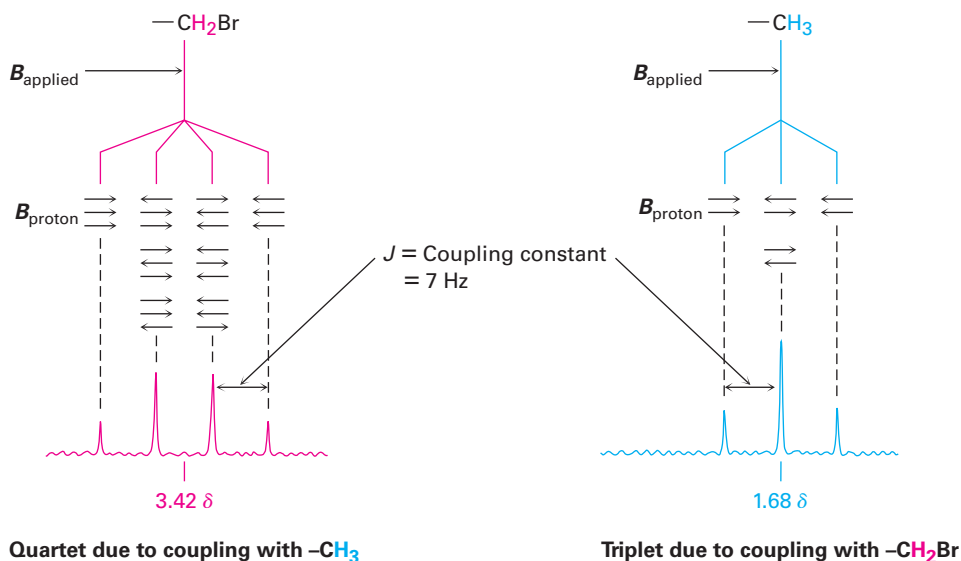 —CH2Br
—CH3
Bapplied
Bapplied
Bproton
Bproton
J = Coupling constant
= 7 Hz
3.42 δ
1.68 δ
Quartet due to coupling with –CH3
Triplet due to coupling with –CH2Br